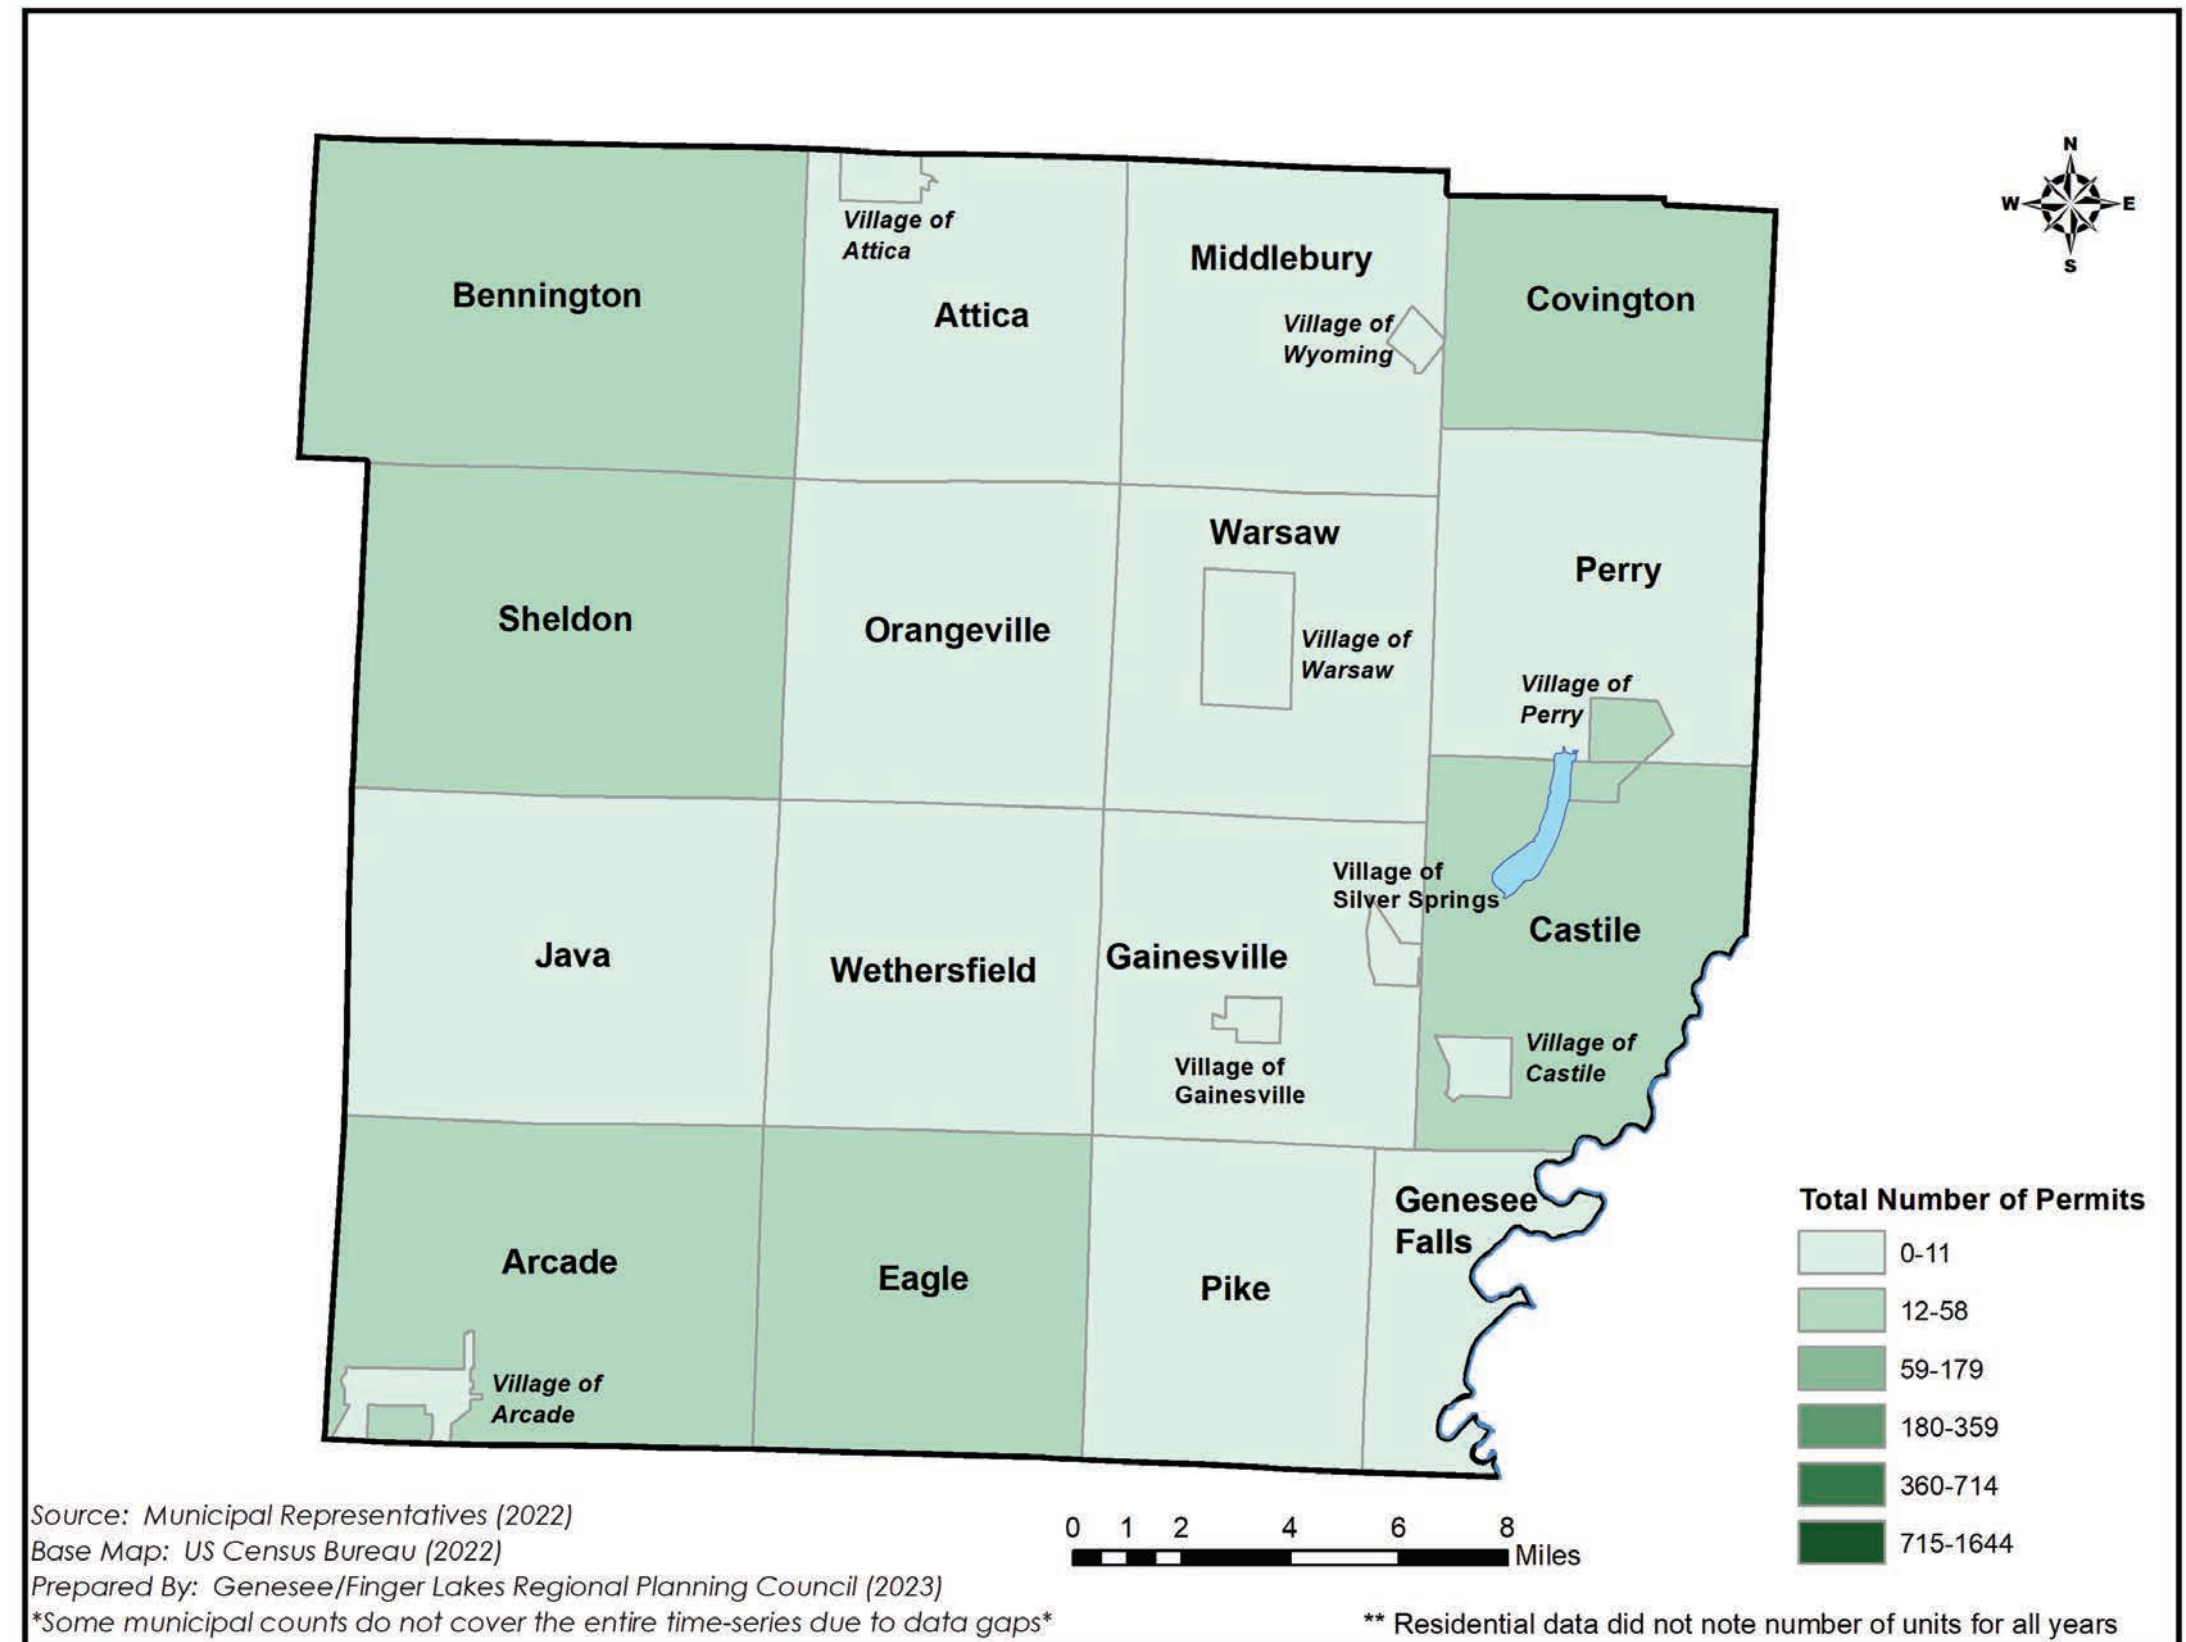 N
W E
S
Village of
Attica
Middlebury
Bennington
Attica
Covington
Village of
Wyoming
Warsaw
Perry
Sheldon
Orangeville
Village of
Warsaw
Village of
Perry
Village of
Silver Springs
Castile
Java
Wethersfield
Gainesville
Village of
Castile
Village of
Gainesville
Genesee
Falls
Arcade
Eagle
Pike
Village of
Arcade
Total Number of Permits
0-11
12-58
59-179
180-359
360-714
715-1644
0 1 2 4 6 8
Miles
Source: Municipal Representatives (2022)
Base Map: US Census Bureau (2022)
Prepared By: Genesee/Finger Lakes Regional Planning Council (2023)
*Some municipal counts do not cover the entire time-series due to data gaps*
** Residential data did not note number of units for all years